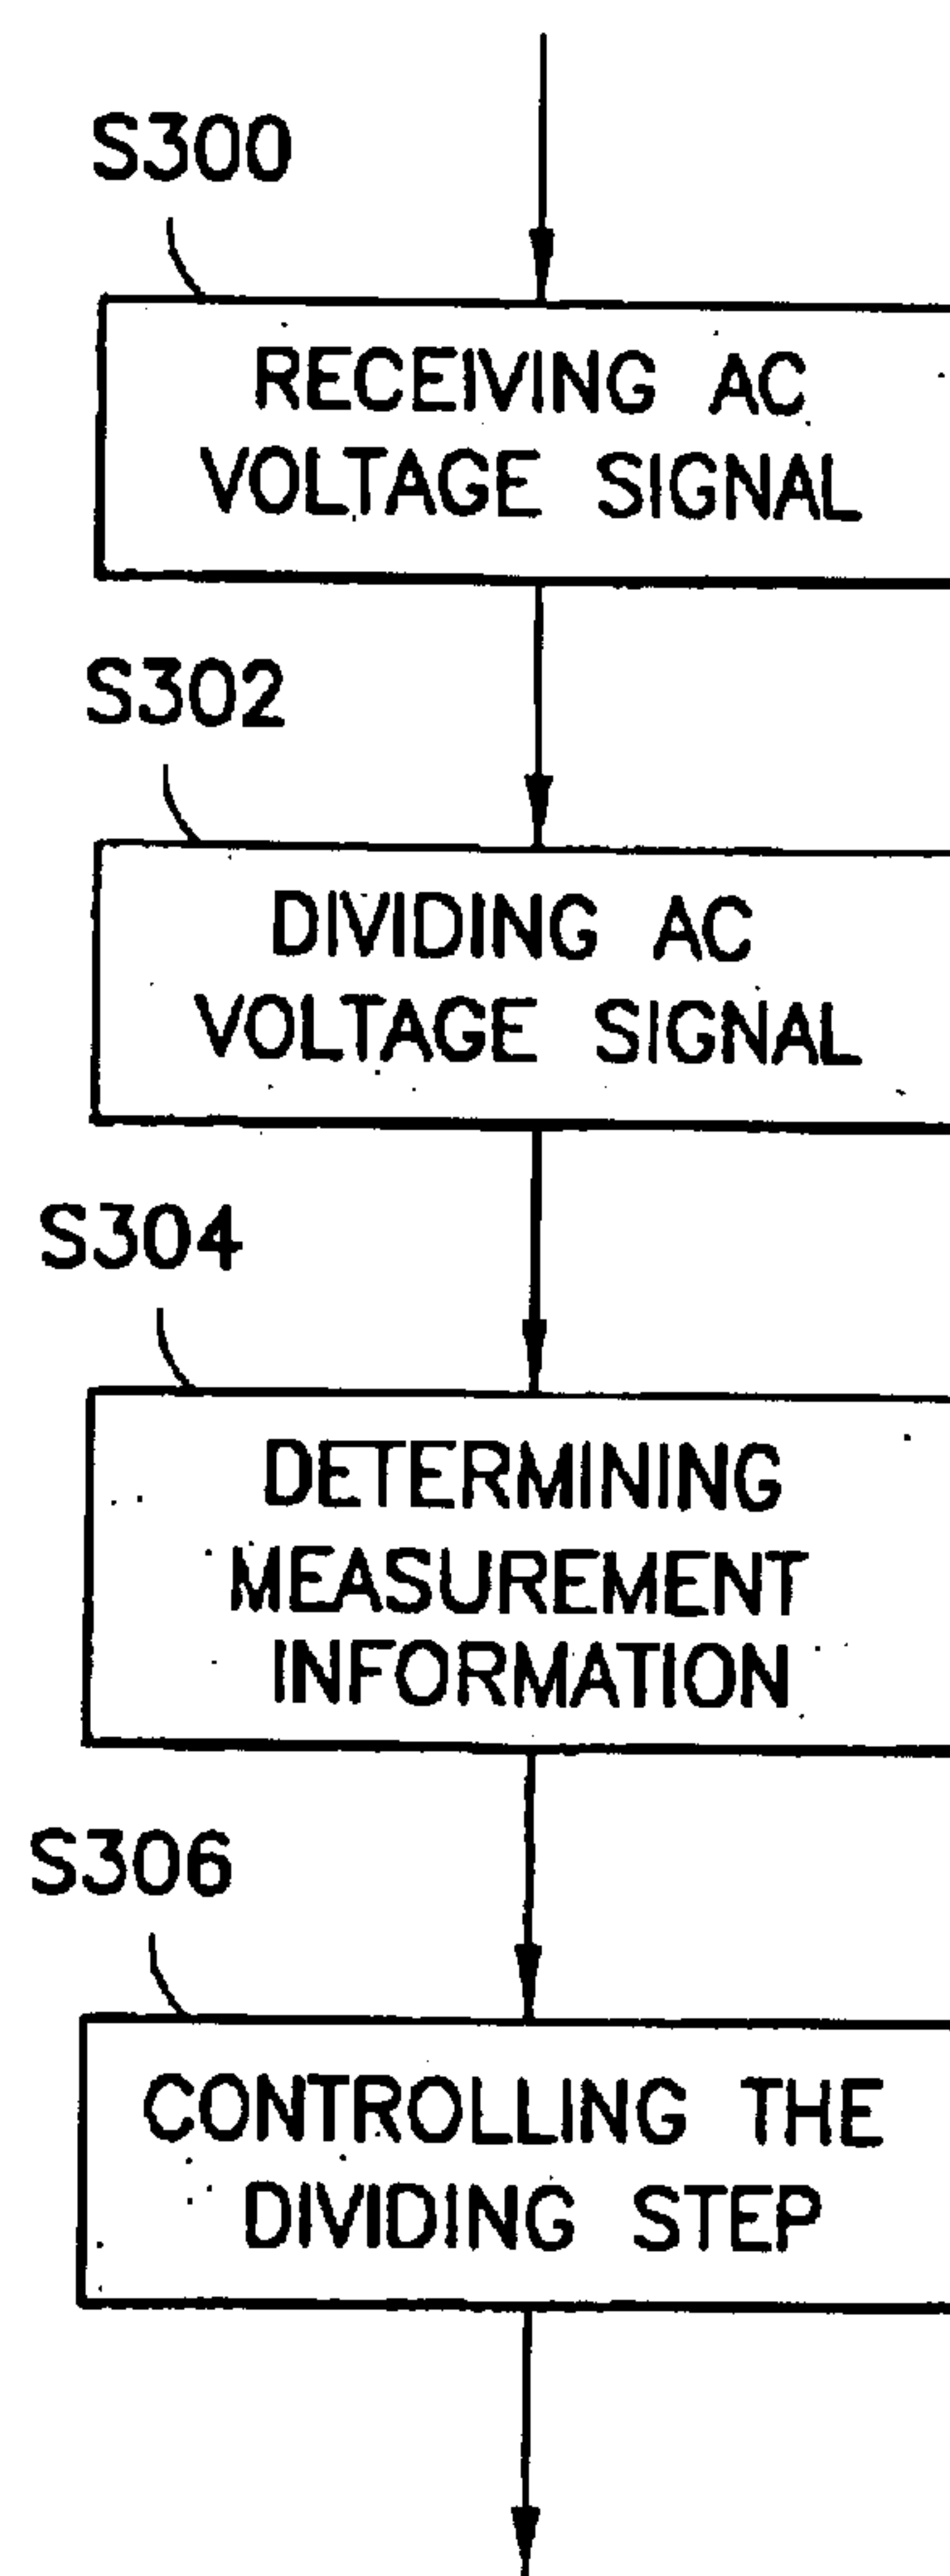 S300
RECEIVING AC
VOLTAGE SIGNAL
S302
DIVIDING AC
VOLTAGE SIGNAL
S304
DETERMINING
MEASUREMENT
INFORMATION
S306
CONTROLLING THE
DIVIDING STEP